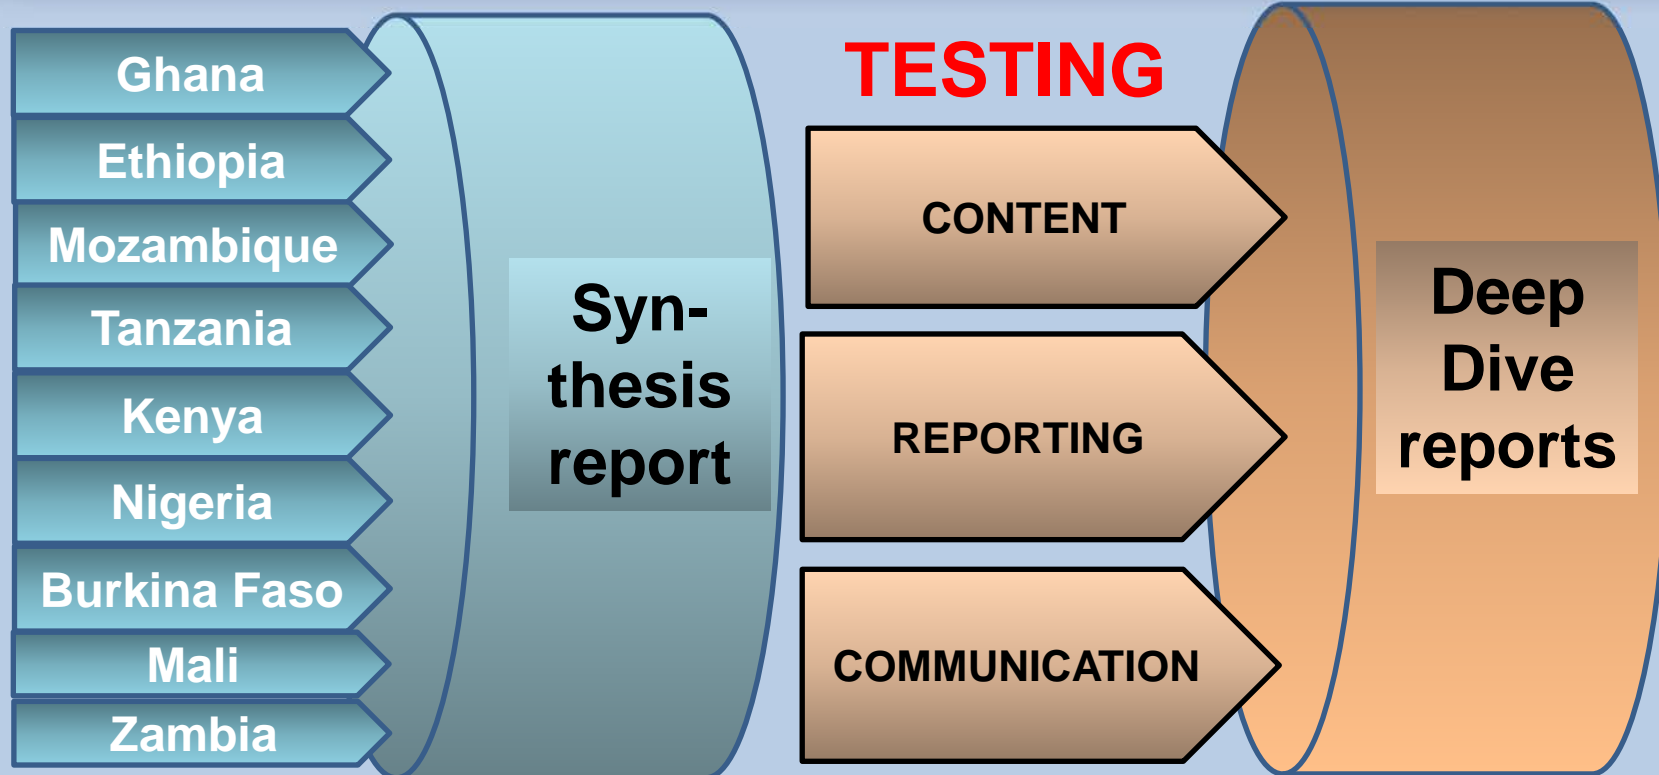 Ghana
Ethiopia
Mozambique
Tanzania
Kenya
Nigeria
Burkina Faso
Mali
Zambia
Syn-
thesis
report
TESTING
CONTENT
REPORTING
COMMUNICATION
Deep
Dive
reports